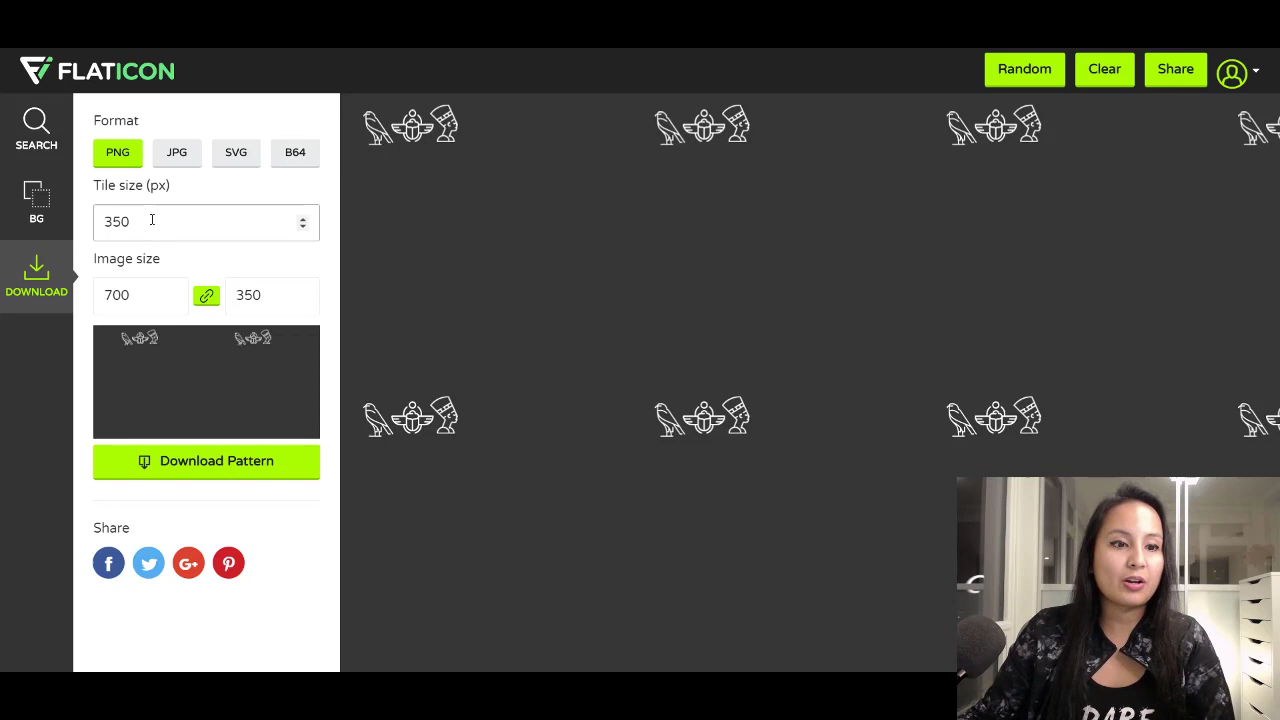 FLATICON
Random
Clear
Share
SEARCH
BG
DOWNLOAD
Format
PNG
JPG
SVG
B64
Tile size (px)
350
Image size
700
350
Download Pattern
Share
f
G+
DARE